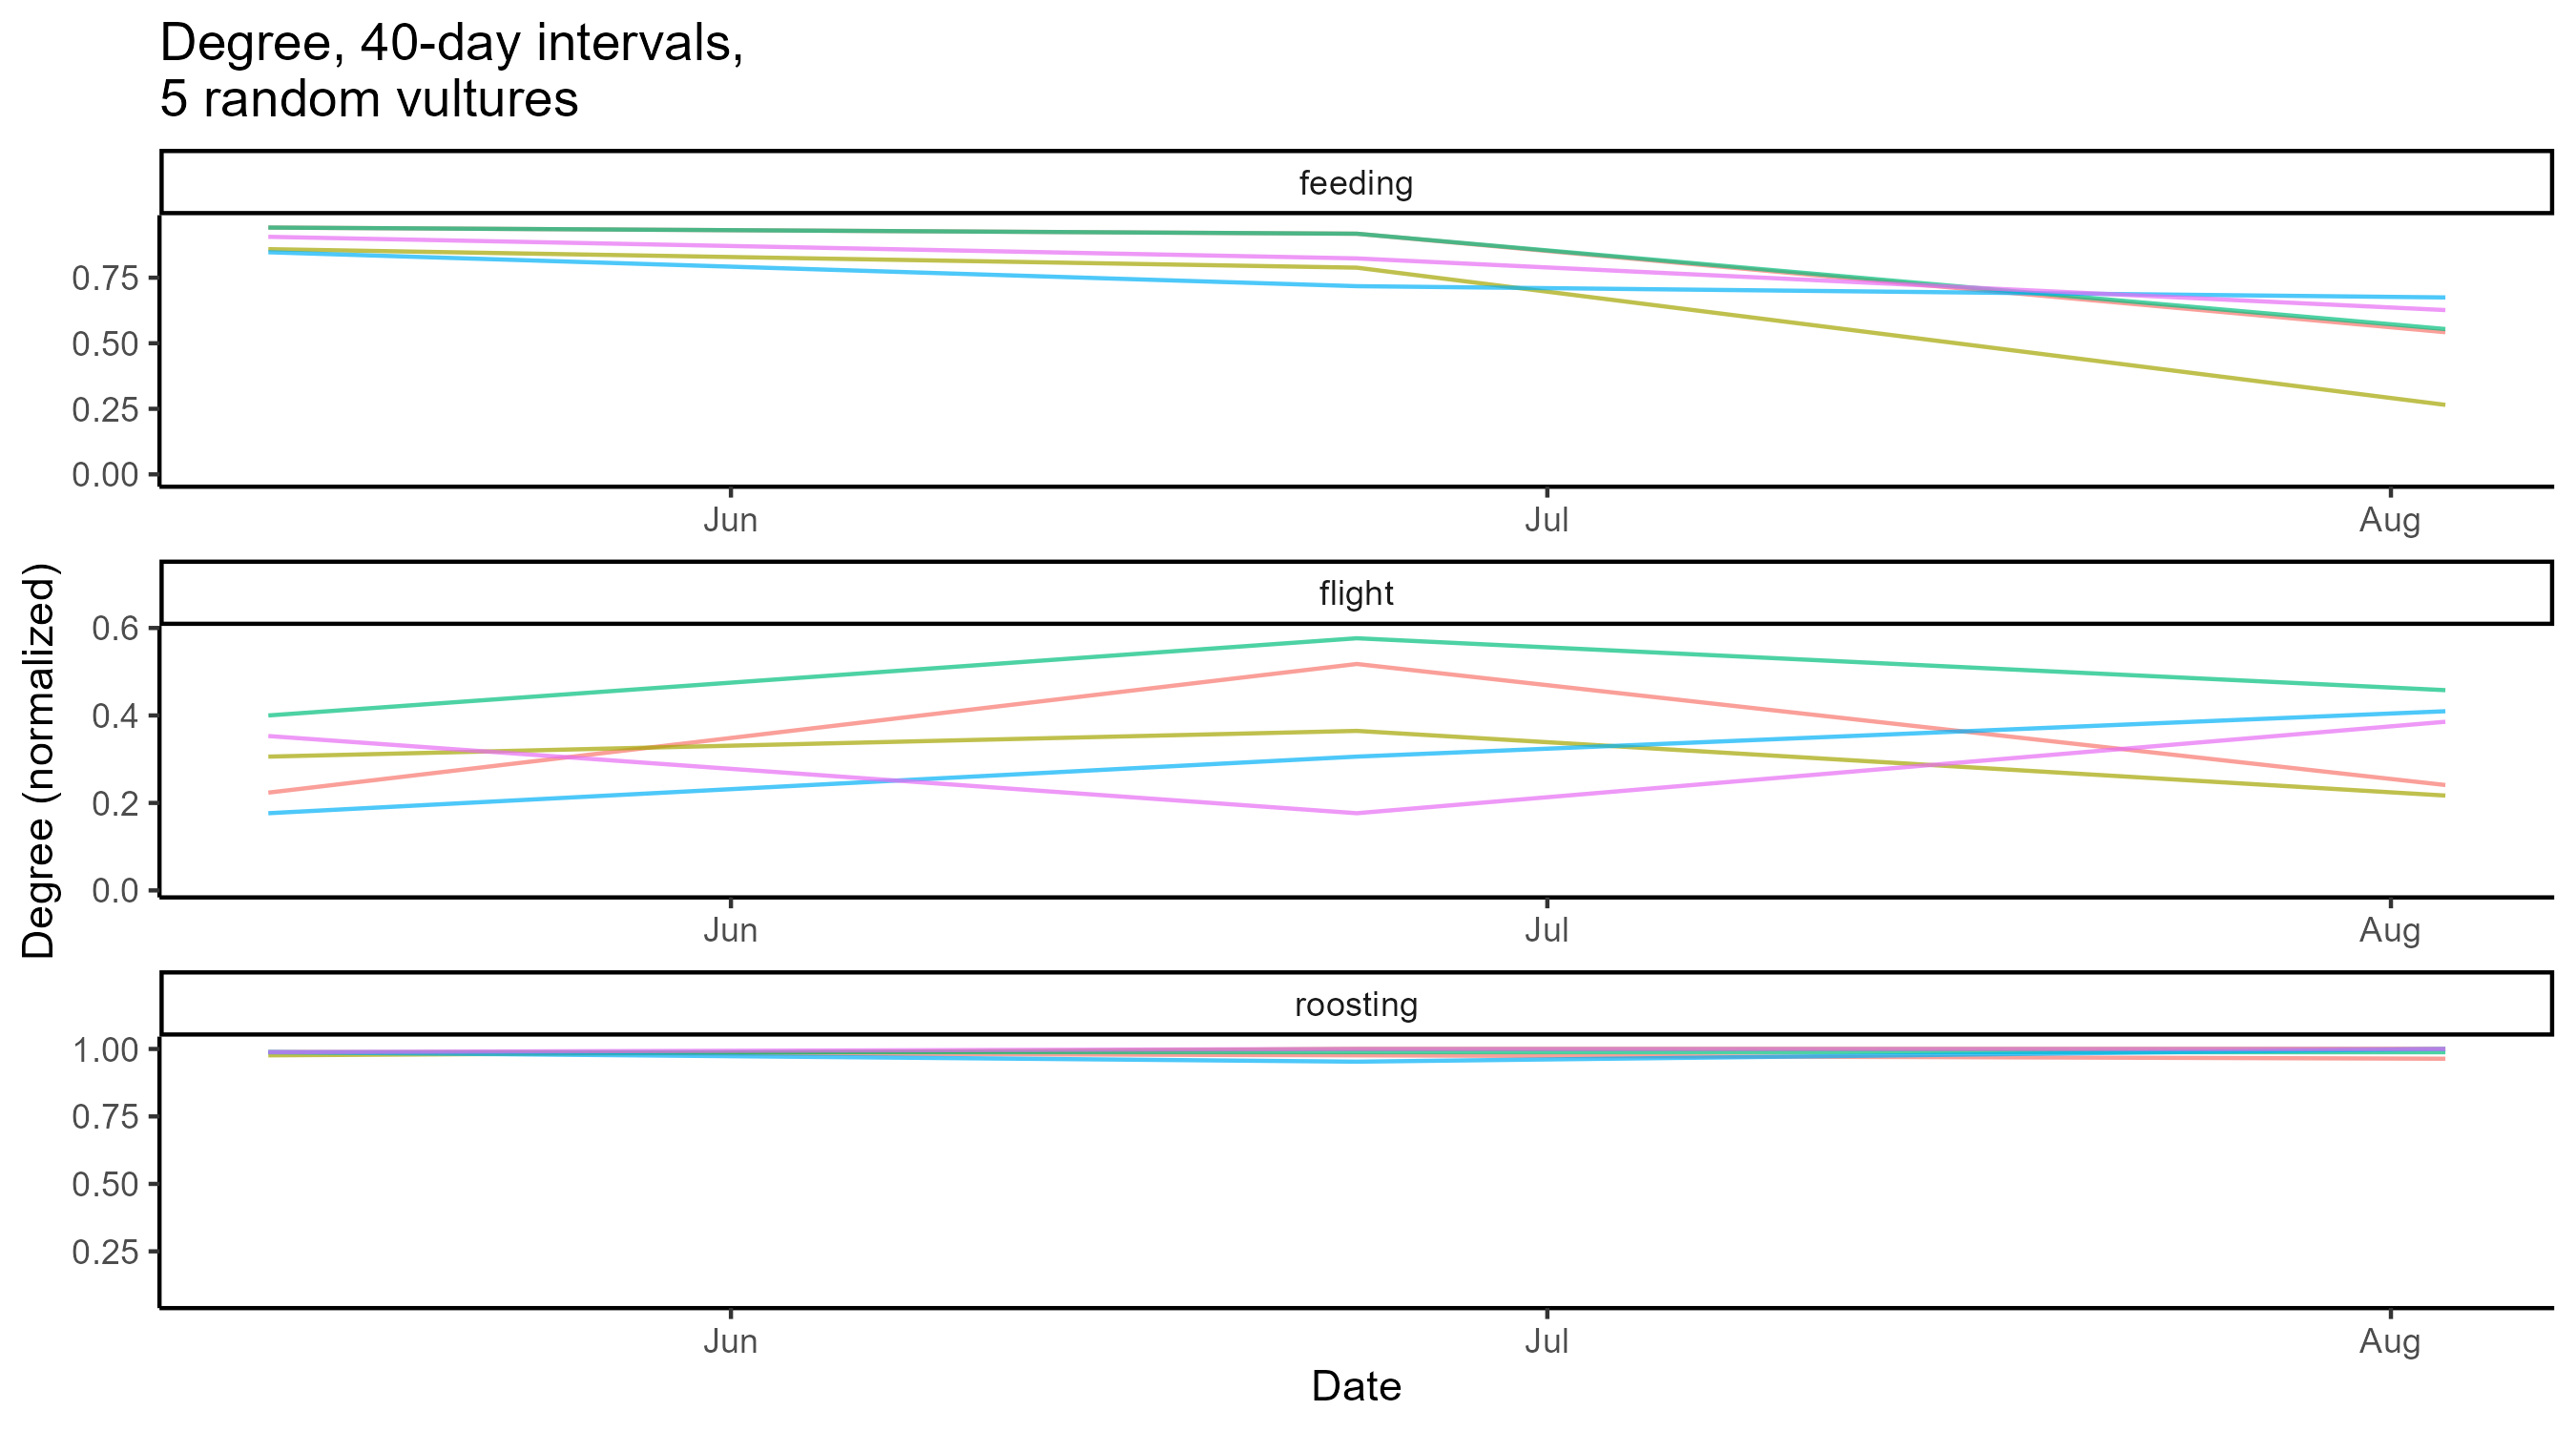 Degree, 40-day intervals,
5 random vultures
feeding
0.75
0.50
0.25
0.00
Jun Jul Aug
Degree (normalized)
flight
0.6
0.4
0.2
0.0
Jun Jul Aug
roosting
1.00
0.75
0.50
0.25
Jun Jul Aug
Date